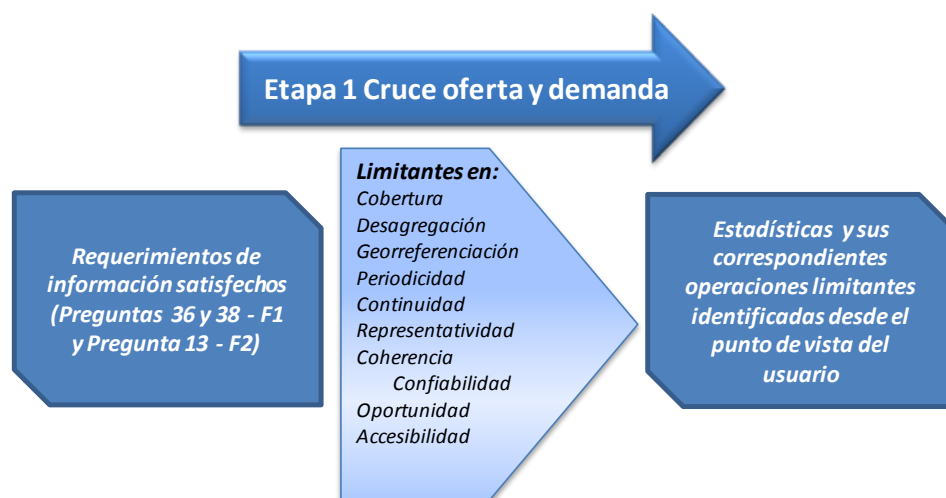 Etapa 1 Cruce oferta y demanda
Requerimientos de
información satisfechos
(Preguntas 36 y 38 - F1
y Pregunta 13 - F2)
Limitantes en:
Cobertura
Desagregación
Georreferenciación
Periodicidad
Continuidad
Representatividad
Coherencia
Confiabilidad
Oportunidad
Accesibilidad
Estadísticas y sus
correspondientes
operaciones limitantes
identificadas desde el
punto de vista del
usuario